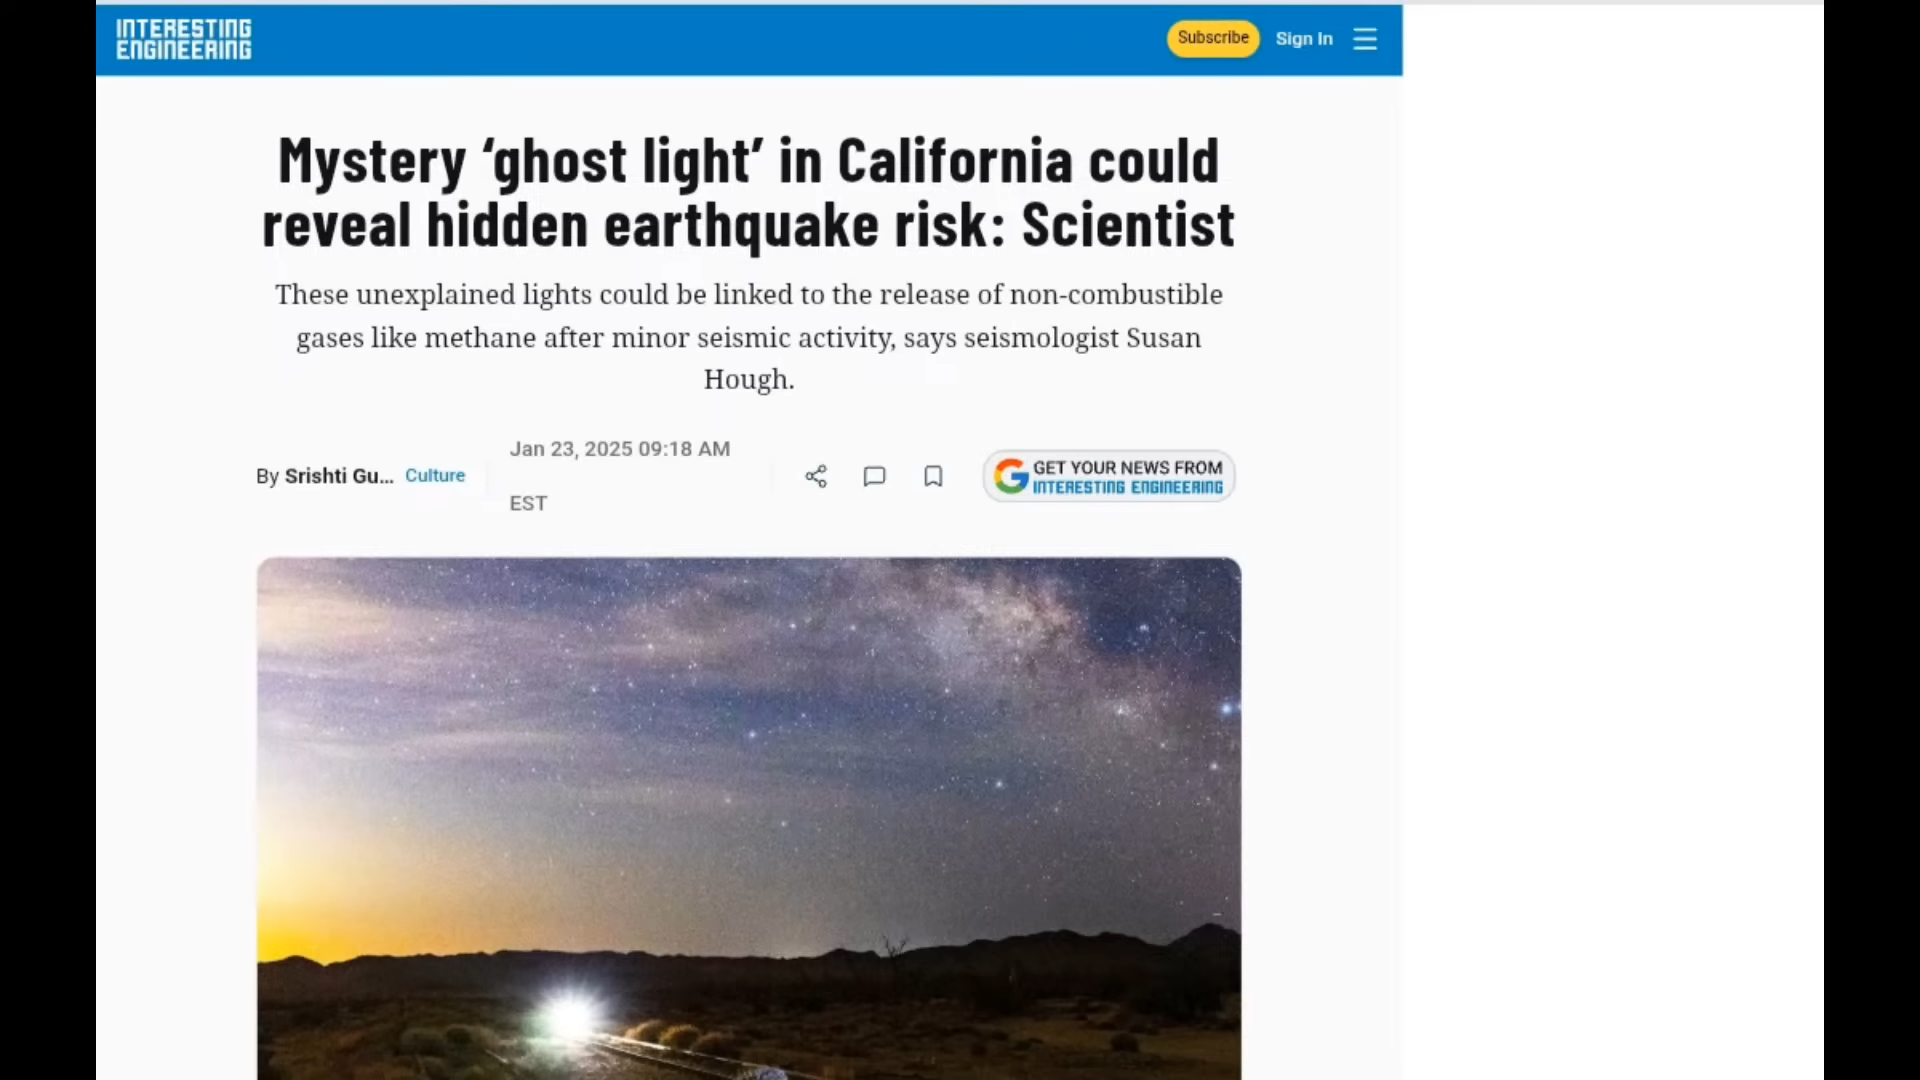 INTERESTING
ENGINEERING
Subscribe
Sign In
Mystery ‘ghost light’ in California could
reveal hidden earthquake risk: Scientist
These unexplained lights could be linked to the release of non-combustible
gases like methane after minor seismic activity, says seismologist Susan
Hough.
By Srishti Gu... Culture
Jan 23, 2025 09:18 AM
EST
GET YOUR NEWS FROM
INTERESTING ENGINEERING